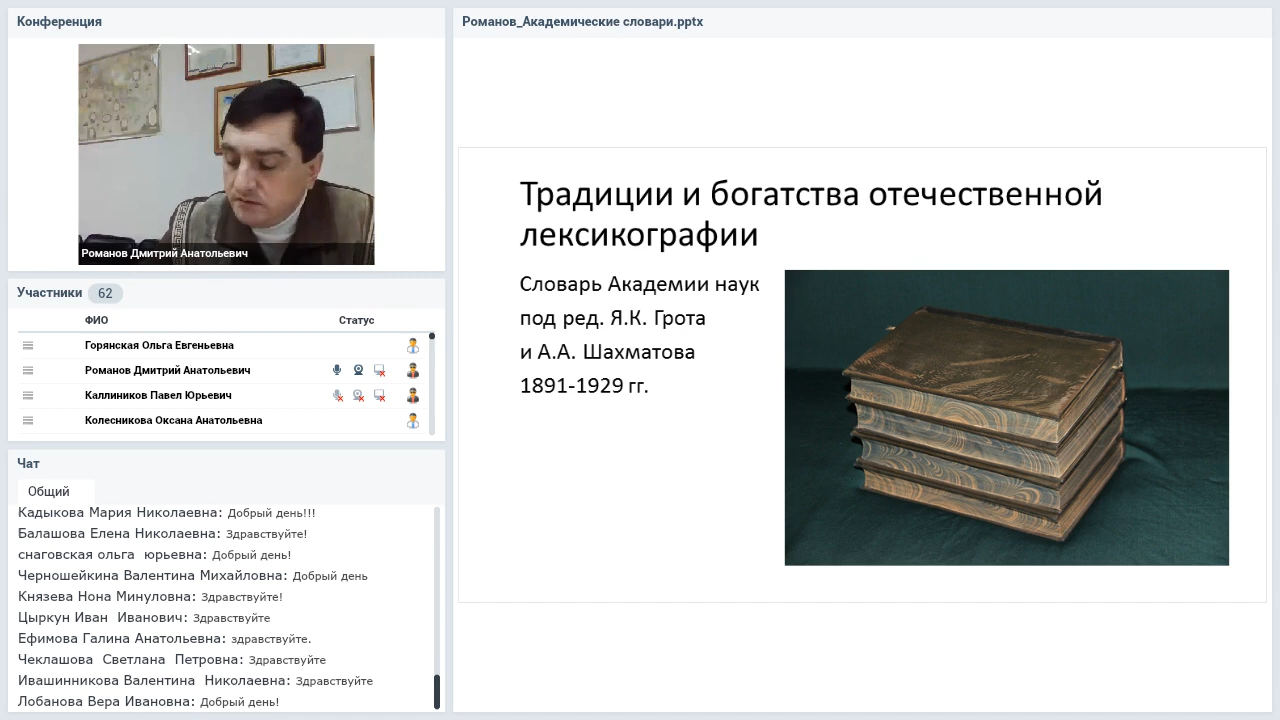 Конференция
Романов Дмитрий Анатольевич
Участники 62
ФИО Статус
Горянская Ольга Евгеньевна
Романов Дмитрий Анатольевич
Каллиников Павел Юрьевич
Колесникова Оксана Анатольевна
Чат
Общий
Кадыкова Мария Николаевна: Добрый день!!!
Балашова Елена Николаевна: Здравствуйте!
снаговская ольга юрьевна: Добрый день!
Черношейкина Валентина Михайловна: Добрый день
Князева Нона Минуловна: Здравствуйте!
Цыркун Иван Иванович: Здравствуйте
Ефимова Галина Анатольевна: здравствуйте.
Чеклашова Светлана Петровна: Здравствуйте
Ивашинникова Валентина Николаевна: Здравствуйте
Лобанова Вера Ивановна: Добрый день!
Романов_Академические словари.pptx
Традиции и богатства отечественной
лексикографии
Словарь Академии наук
под ред. Я.К. Грота
и А.А. Шахматова
1891-1929 гг.